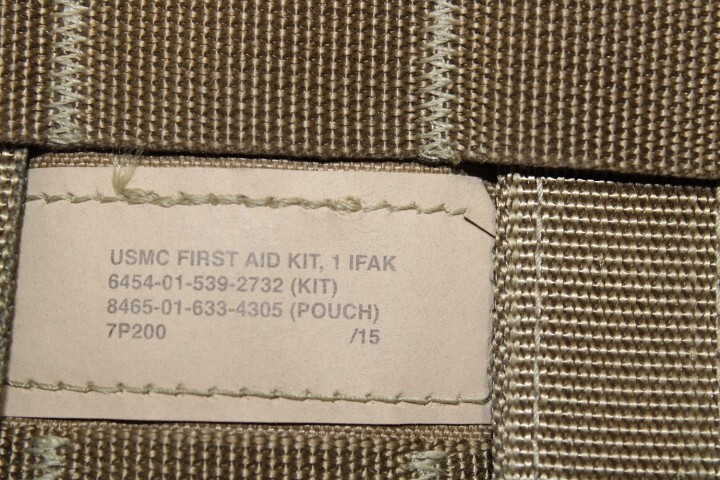 USMC FIRST AID KIT, 1 IFAK
6454-01-539-2732 (KIT)
8465-01-633-4305 (POUCH)
7P200 /15